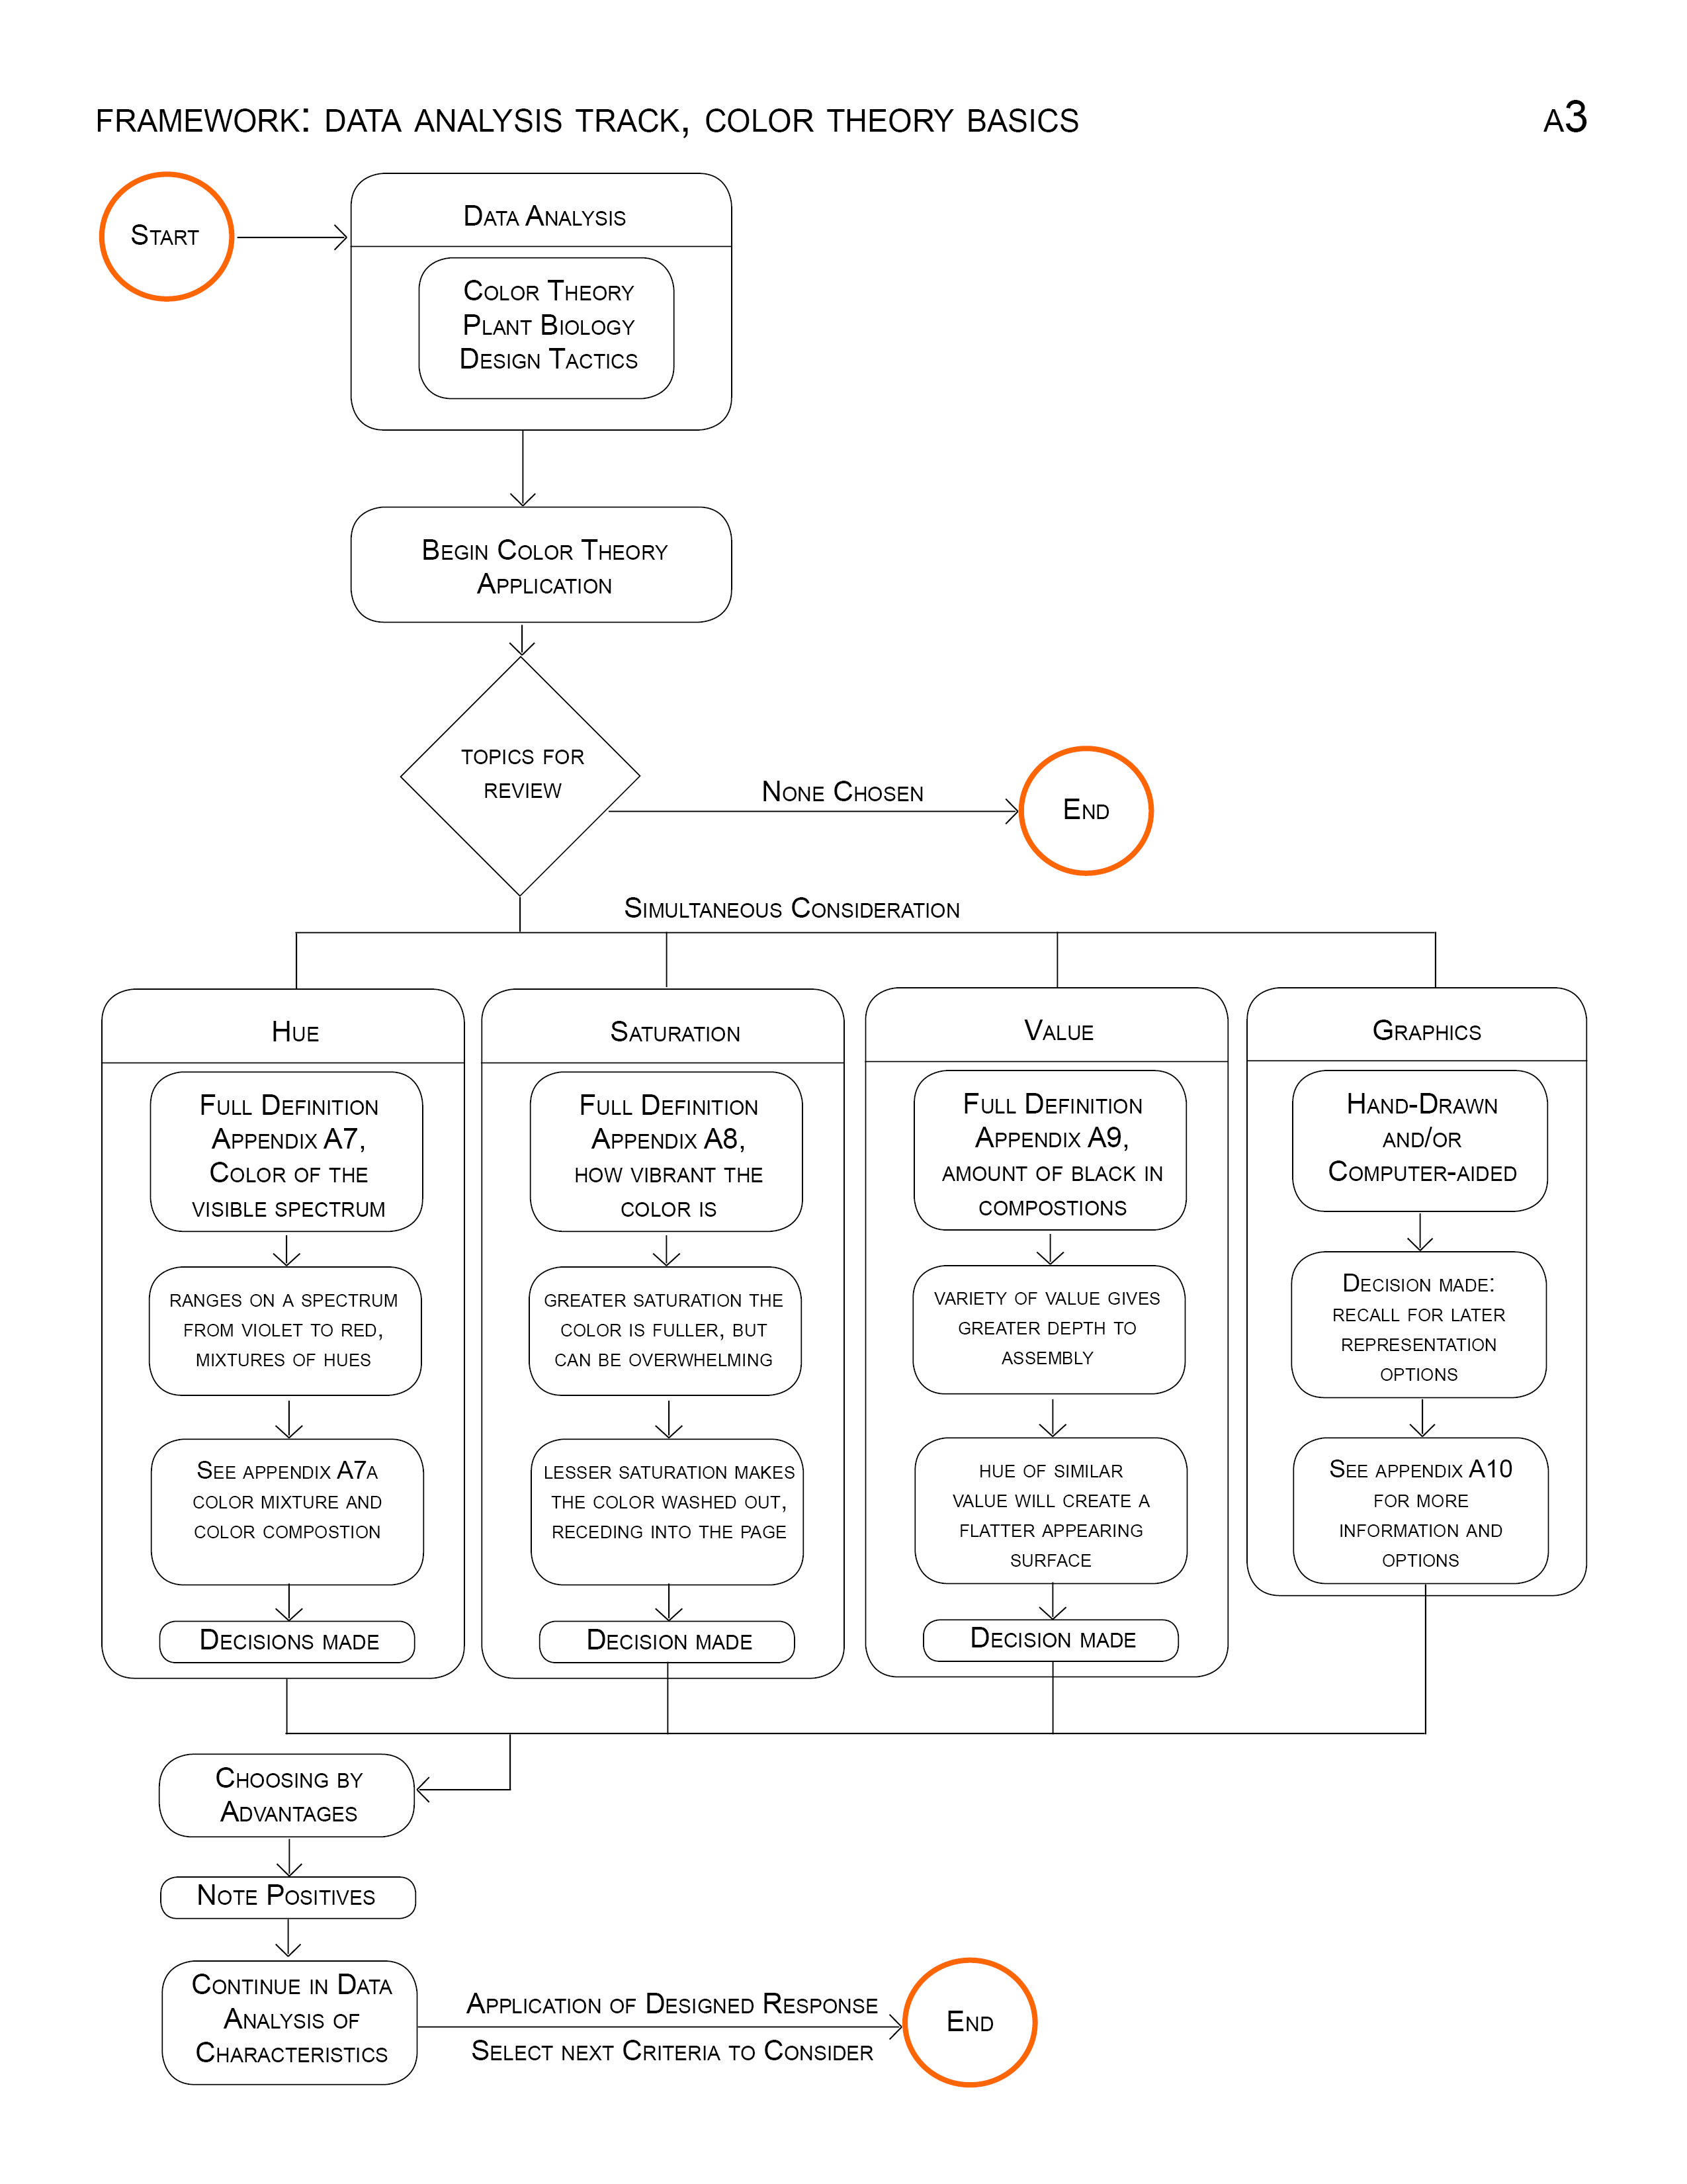 FRAMEWORK: DATA ANALYSIS TRACK, COLOR THEORY BASICS
A3
START
DATA ANALYSIS
COLOR THEORY
PLANT BIOLOGY
DESIGN TACTICS
BEGIN COLOR THEORY
APPLICATION
TOPICS FOR
REVIEW
NONE CHOSEN
END
SIMULTANEOUS CONSIDERATION
HUE
FULL DEFINITION
APPENDIX A7,
COLOR OF THE
VISIBLE SPECTRUM
RANGES ON A SPECTRUM
FROM VIOLET TO RED,
MIXTURES OF HUES
SEE APPENDIX A7A
COLOR MIXTURE AND
COLOR COMPOSTION
DECISIONS MADE
SATURATION
FULL DEFINITION
APPENDIX A8,
HOW VIBRANT THE
COLOR IS
GREATER SATURATION THE
COLOR IS FULLER, BUT
CAN BE OVERWHELMING
LESSER SATURATION MAKES
THE COLOR WASHED OUT,
RECEDING INTO THE PAGE
DECISION MADE
VALUE
FULL DEFINITION
APPENDIX A9,
AMOUNT OF BLACK IN
COMPOSTIONS
VARIETY OF VALUE GIVES
GREATER DEPTH TO
ASSEMBLY
HUE OF SIMILAR
VALUE WILL CREATE A
FLATTER APPEARING
SURFACE
DECISION MADE
GRAPHICS
HAND-DRAWN
AND/OR
COMPUTER-AIDED
DECISION MADE:
RECALL FOR LATER
REPRESENTATION
OPTIONS
SEE APPENDIX A10
FOR MORE
INFORMATION AND
OPTIONS
CHOOSING BY
ADVANTAGES
NOTE POSITIVES
CONTINUE IN DATA
ANALYSIS OF
CHARACTERISTICS
APPLICATION OF DESIGNED RESPONSE
SELECT NEXT CRITERIA TO CONSIDER
END